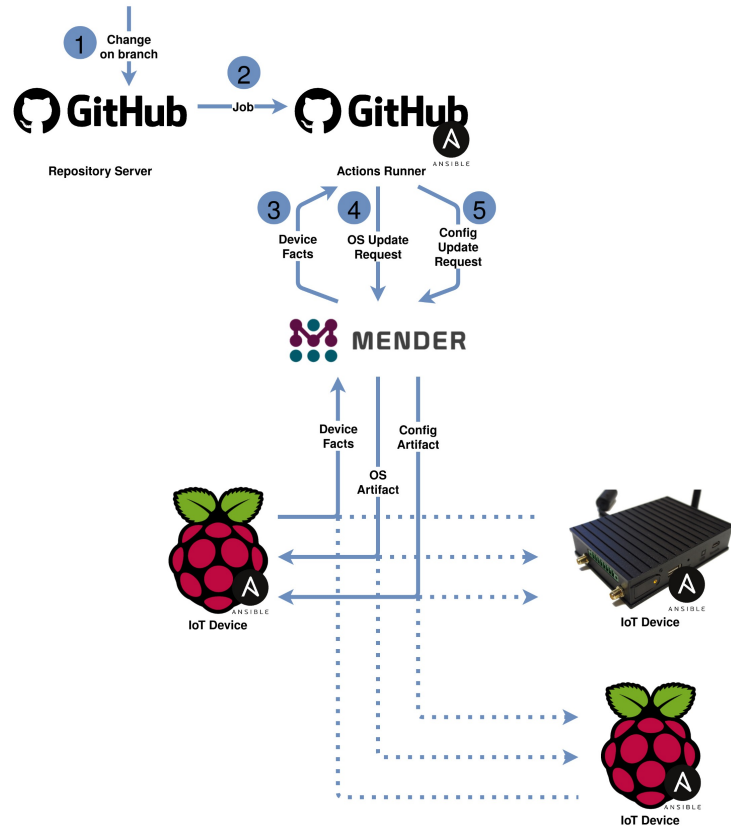 1
Change
on branch
2
GitHub
Job
GitHub
ANSIBLE
Repository Server
Actions Runner
3
4
5
Device
Facts
OS Update
Request
Config
Update
Request
MENDER
Device
Facts
Config
Artifact
OS
Artifact
ANSIBLE
IoT Device
ANSIBLE
IoT Device
ANSIBLE
IoT Device